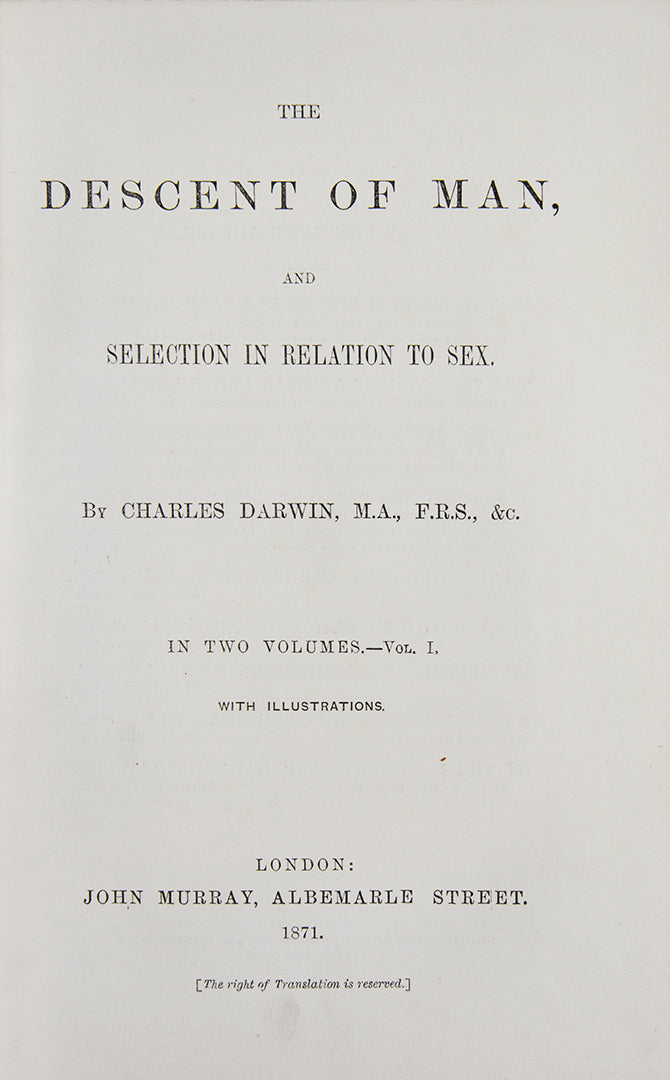 THE
DESCENT OF MAN,
AND
SELECTION IN RELATION TO SEX.
By CHARLES DARWIN, M.A., F.R.S., &c.
IN TWO VOLUMES.—Vol. I.
WITH ILLUSTRATIONS.
LONDON:
JOHN MURRAY, ALBEMARLE STREET.
1871.
[The right of Translation is reserved.]